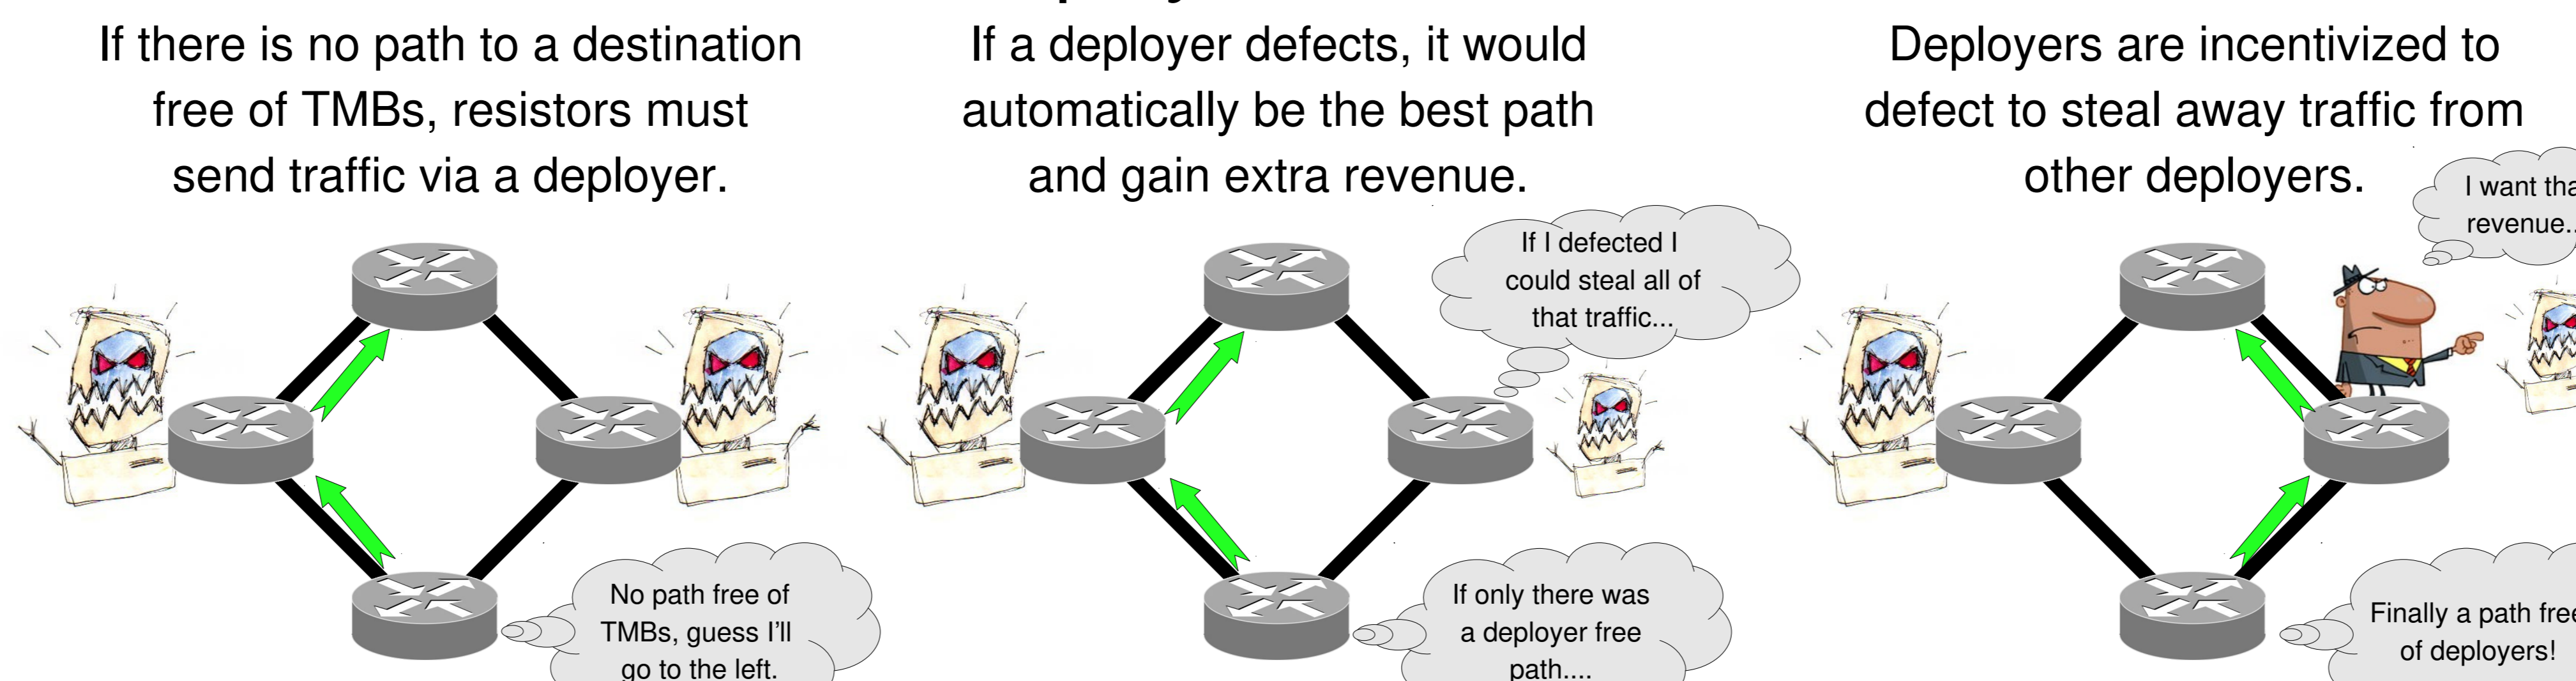 If there is no path to a destination
free of TMBs, resistors must
send traffic via a deployer.
No path free of
TMBs, guess I'll
go to the left.
If a deployer defects, it would
automatically be the best path
and gain extra revenue.
If I defected I
could steal all of
that traffic...
If only there was
a deployer free
path....
Deployers are incentivized to
defect to steal away traffic from
other deployers.
I want
revenue..
Finally a path
of deployers!